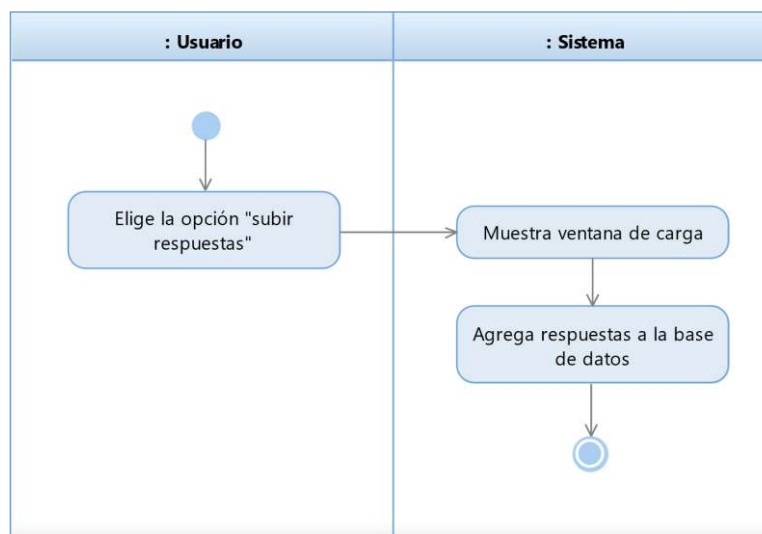 : Usuario
: Sistema
Elige la opción "subir
respuestas"
Muestra ventana de carga
Agrega respuestas a la base
de datos